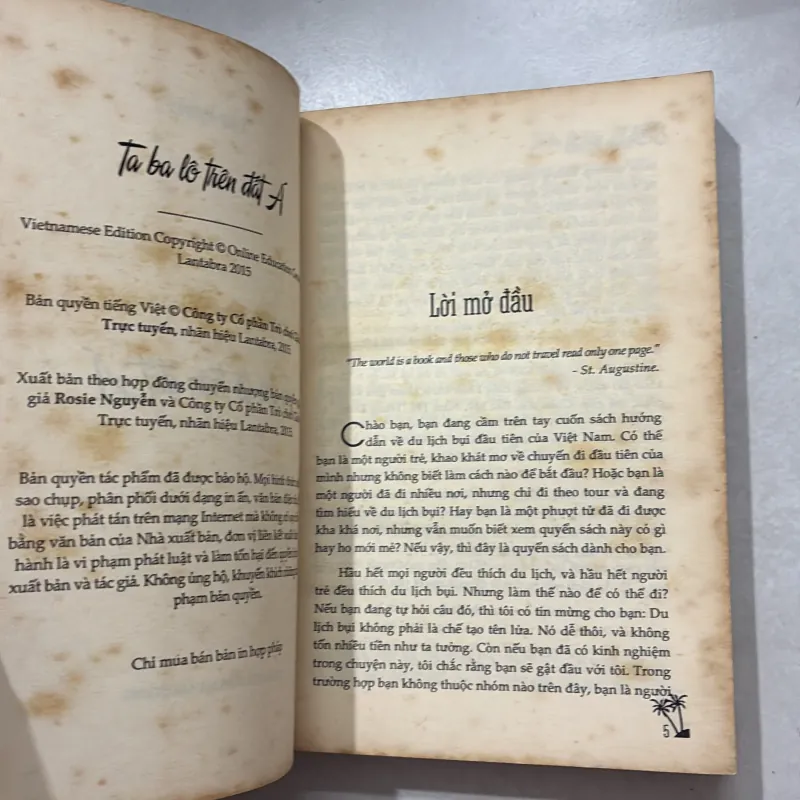 Ta ba lô trên đất Á
Vietnamese Edition Copyright © Online Education
Lantabra 2015
Bản quyền tiếng Việt © Công ty Cổ phần Trò chơi
Trực tuyến, nhãn hiệu Lantabra, 2015
Xuất bản theo hợp đồng chuyển nhượng bản quyền
giả Rosie Nguyễn và Công ty Cổ phần Trò chơi
Trực tuyến, nhãn hiệu Lantabra, 2015
Bản quyền tác phẩm đã được bảo hộ. Mọi hình thức
sao chụp, phân phối dưới dạng in ấn, văn bản điện
là việc phát tán trên mạng Internet mà không có
bằng văn bản của Nhà xuất bản, đơn vị liên kết xuất
hành là vi phạm phát luật và làm tổn hại đến quyền
xuất bản và tác giả. Không ủng hộ, khuyến khích
phạm bản quyền.
Chỉ mua bán bản in hợp pháp
Lời mở đầu
"The world is a book and those who do not travel read only one page."
- St. Augustine.
Chào bạn, bạn đang cầm trên tay cuốn sách hướng
dẫn về du lịch bụi đầu tiên của Việt Nam. Có thể
bạn là một người trẻ, khao khát mơ về chuyến đi đầu tiên của
mình nhưng không biết làm cách nào để bắt đầu? Hoặc bạn là
một người đã đi nhiều nơi, nhưng chỉ đi theo tour và đang
tìm hiểu về du lịch bụi? Hay bạn là một phượt tử đã đi được
kha khá nơi, nhưng vẫn muốn biết xem quyển sách này có gì
hay ho mới mẻ? Nếu vậy, thì đây là quyển sách dành cho bạn.
Hầu hết mọi người đều thích du lịch, và hầu hết người
trẻ đều thích du lịch bụi. Nhưng làm thế nào để có thể đi?
Nếu bạn đang tự hỏi câu đó, thì tôi có tin mừng cho bạn: Du
lịch bụi không phải là chế tạo tên lửa. Nó dễ thôi, và không
tốn nhiều tiền như ta tưởng. Còn nếu bạn đã có kinh nghiệm
trong chuyện này, tôi chắc rằng bạn sẽ gật đầu với tôi. Trong
trường hợp bạn không thuộc nhóm nào trên đây, bạn là người
5